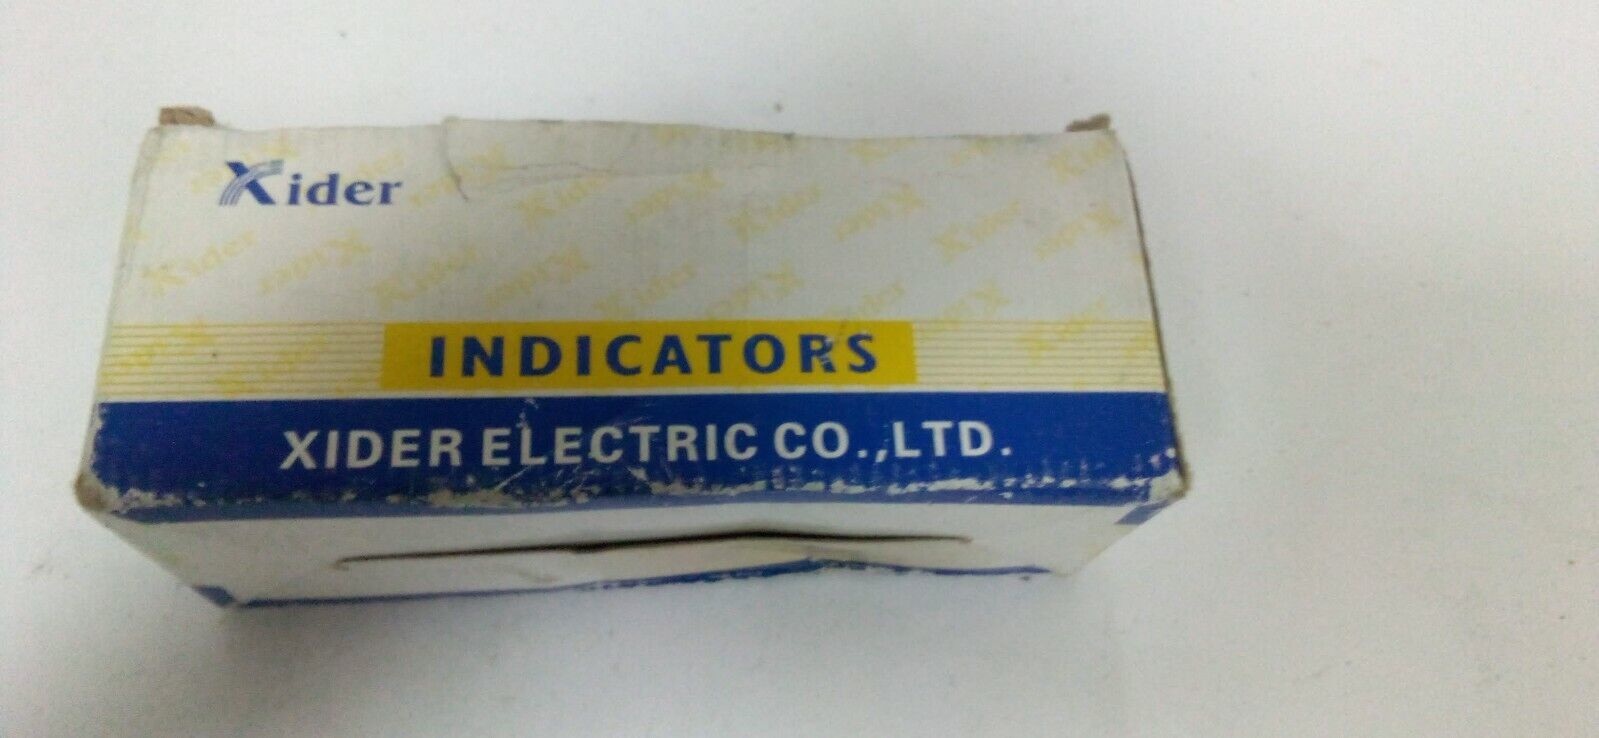 Xider
INDICATORS
XIDER ELECTRIC CO.,LTD.